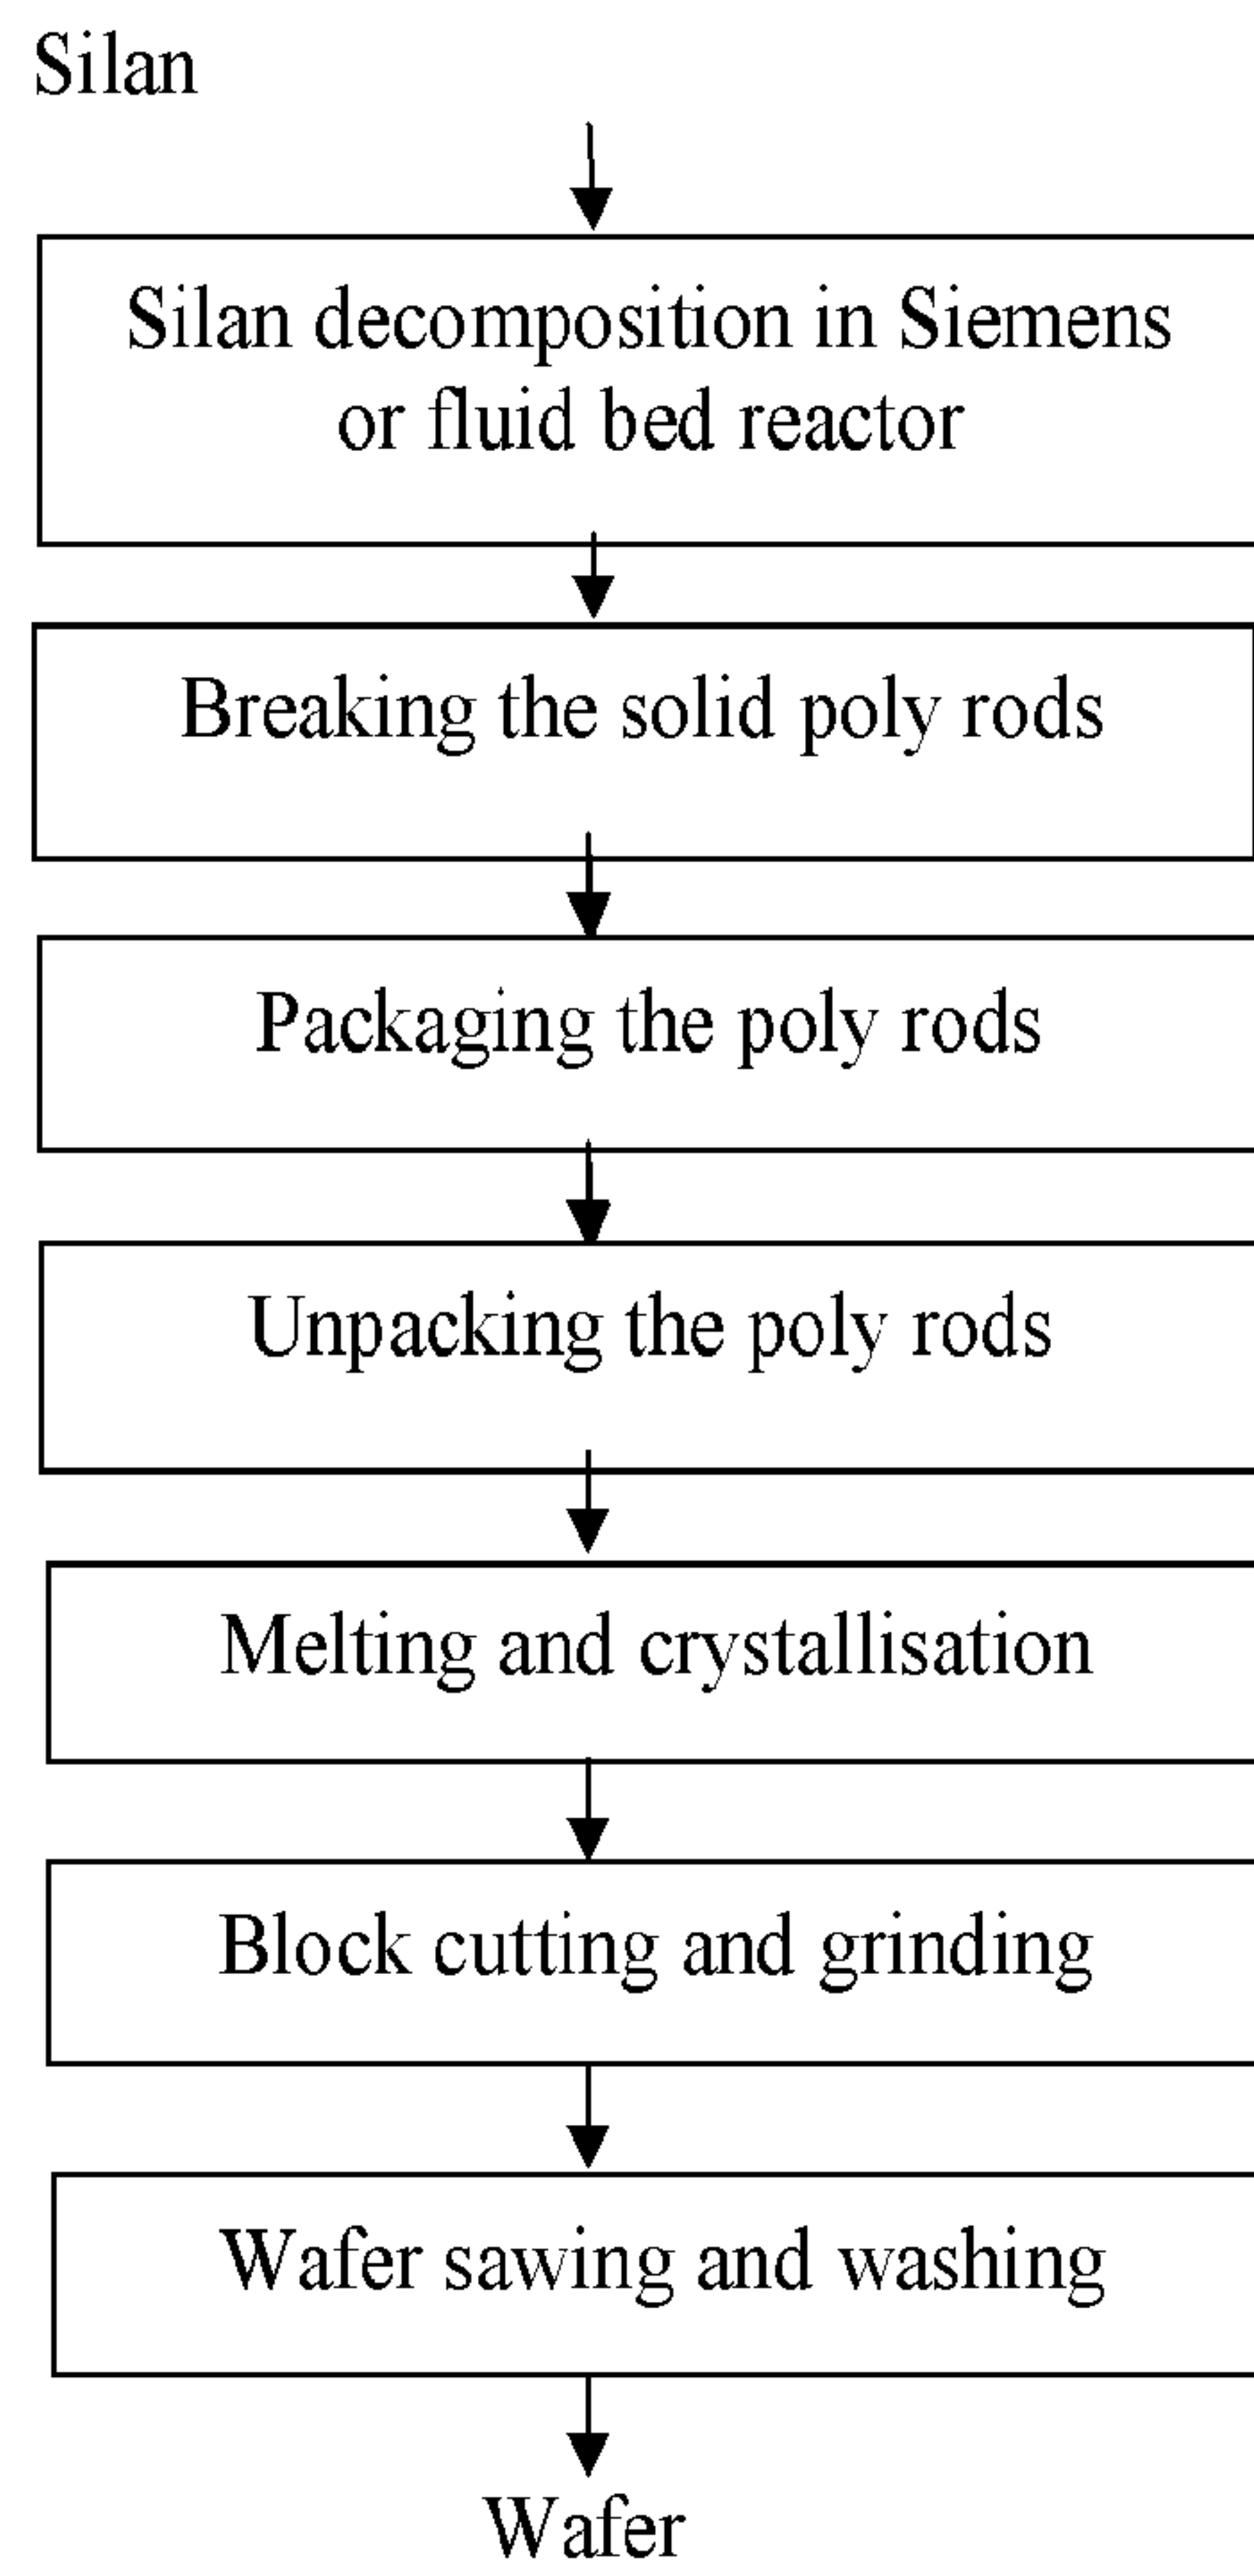 Silan
Silan decomposition in Siemens
or fluid bed reactor
Breaking the solid poly rods
Packaging the poly rods
Unpacking the poly rods
Melting and crystallisation
Block cutting and grinding
Wafer sawing and washing
Wafer